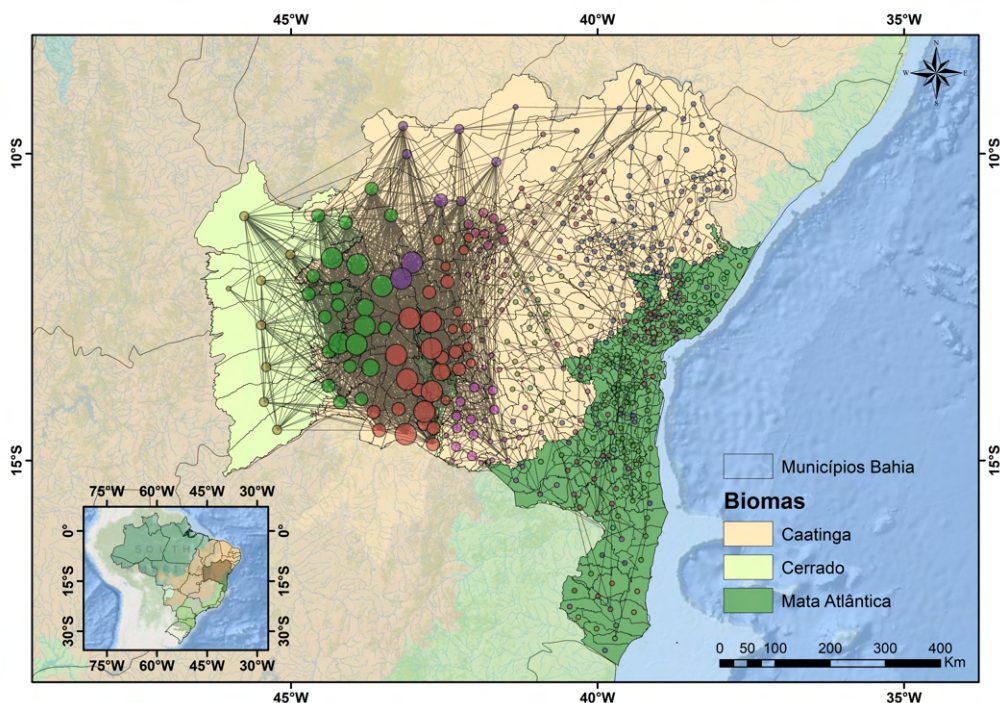 45°W 40°W 35°W
N
W E
S
10°S 10°S
15°S 15°S
Municípios Bahia
Biomas
Caatinga
Cerrado
Mata Atlântica
0 50 100 200 300 400
Km
75°W 60°W 45°W 30°W
0° 0°
SOUTH
15°S 15°S
30°S 30°S
75°W 60°W 45°W 30°W
45°W 40°W 35°W